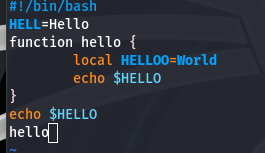 #!/bin/bash
HELL=Hello
function hello {
        local HELLOO=World
        echo $HELLO
}
echo $HELLO
hello
~